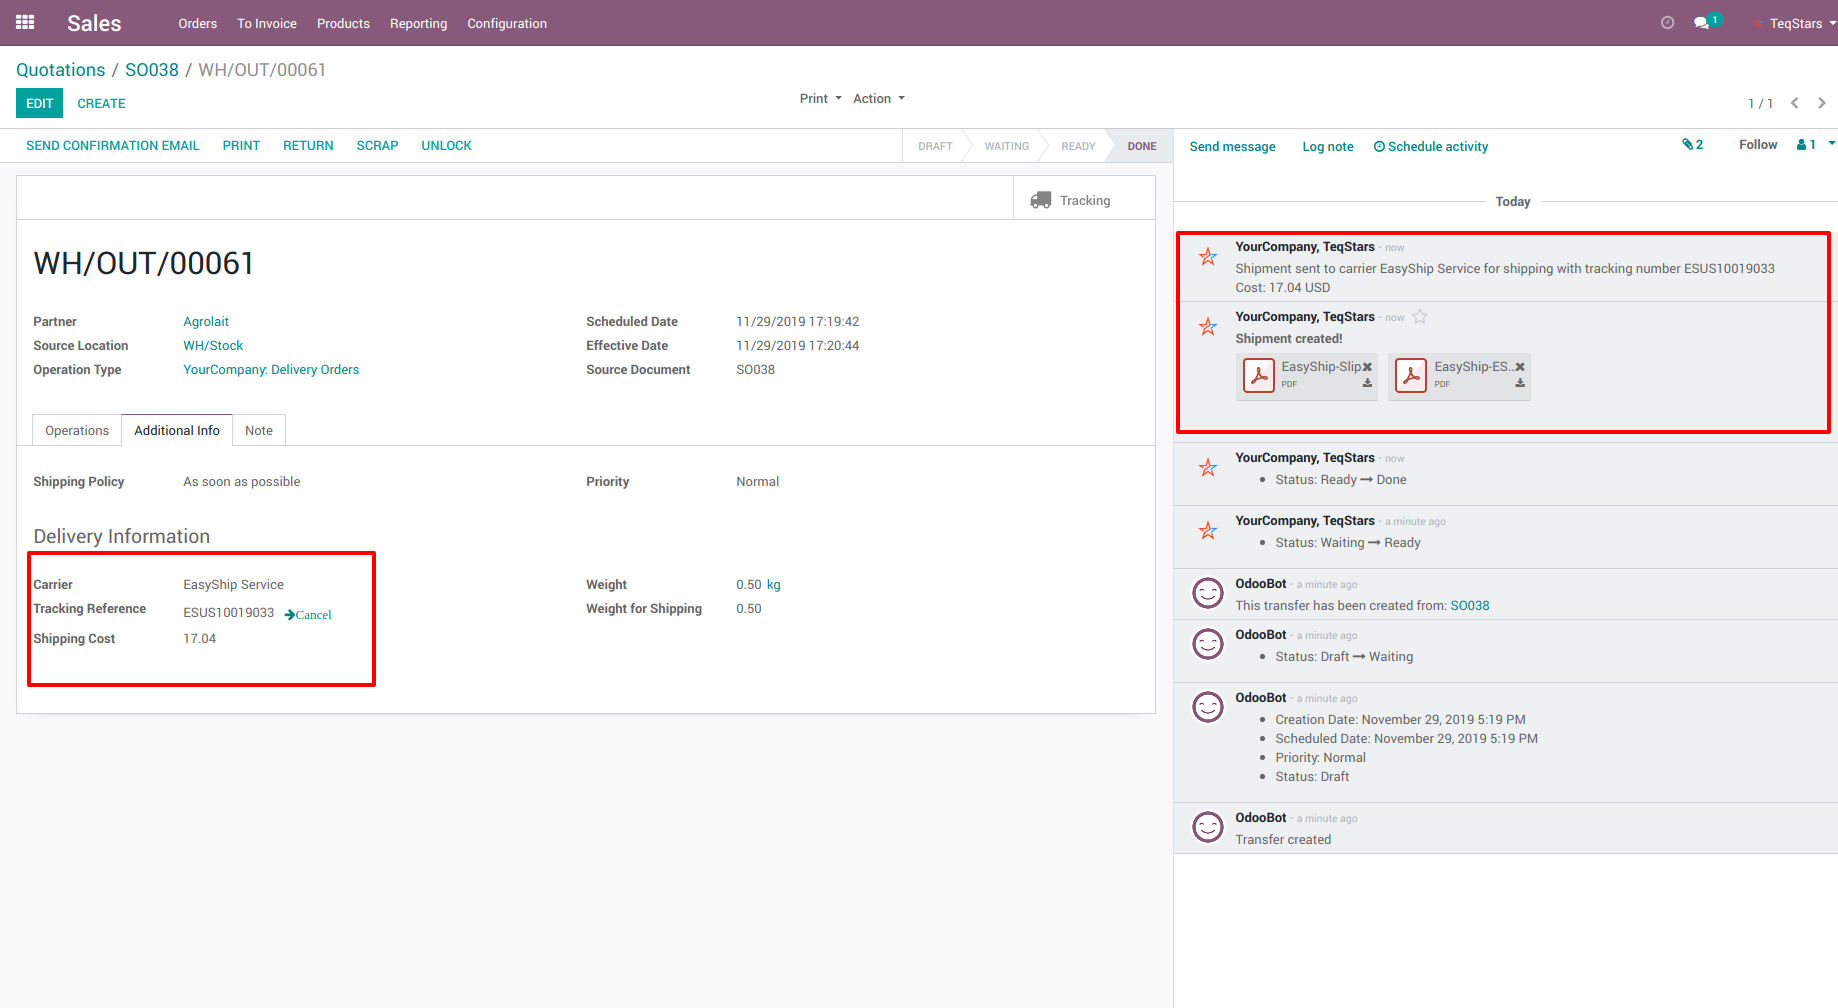 Sales Orders To Invoice Products Reporting Configuration 1 TeqStars
Quotations / SO038 / WH/OUT/00061
EDIT CREATE Print Action 1 / 1
SEND CONFIRMATION EMAIL PRINT RETURN SCRAP UNLOCK DRAFT WAITING READY DONE
Tracking
WH/OUT/00061
Partner Agrolait Scheduled Date 11/29/2019 17:19:42
Source Location WH/Stock Effective Date 11/29/2019 17:20:44
Operation Type YourCompany: Delivery Orders Source Document SO038
Operations Additional Info Note
Shipping Policy As soon as possible Priority Normal
Delivery Information
Carrier EasyShip Service Weight 0.50 kg
Tracking Reference ESUS10019033 Cancel Weight for Shipping 0.50
Shipping Cost 17.04
Send message Log note Schedule activity 2 Follow 1
Today
YourCompany, TeqStars - now
Shipment sent to carrier EasyShip Service for shipping with tracking number ESUS10019033
Cost: 17.04 USD
YourCompany, TeqStars - now
Shipment created!
EasyShip-Slip EasyShip-ES...
PDF PDF
YourCompany, TeqStars - now
Status: Ready → Done
YourCompany, TeqStars - a minute ago
Status: Waiting → Ready
OdooBot - a minute ago
This transfer has been created from: SO038
OdooBot - a minute ago
Status: Draft → Waiting
OdooBot - a minute ago
Creation Date: November 29, 2019 5:19 PM
Scheduled Date: November 29, 2019 5:19 PM
Priority: Normal
Status: Draft
OdooBot - a minute ago
Transfer created